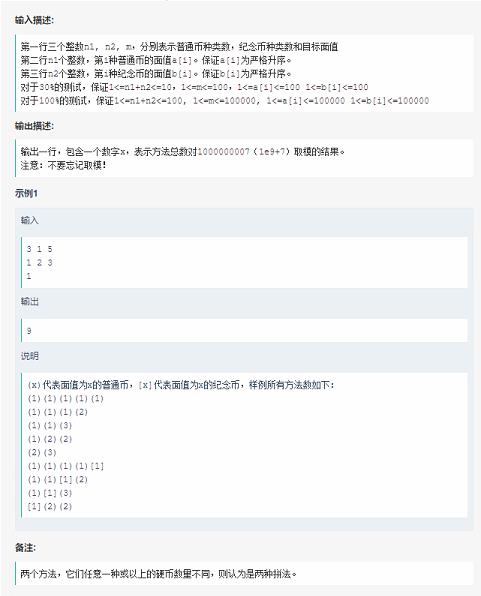 输入描述:
第一行三个整数n1, n2, m，分别表示普通币种类数，纪念币种类数和目标面值
第二行n1个整数，第i种普通币的面值a[i]。保证a[i]为严格升序。
第三行n2个整数，第i种纪念币的面值b[i]。保证b[i]为严格升序。
对于30%的测试，保证1<=n1+n2<=10，1<=m<=100，1<=a[i]<=100 1<=b[i]<=100
对于100%的测试，保证1<=n1+n2<=100, 1<=m<=100000, 1<=a[i]<=100000 1<=b[i]<=100000
输出描述:
输出一行，包含一个数字x，表示方法总数对1000000007（1e9+7）取模的结果。
注意：不要忘记取模！
示例1
输入
3 1 5
1 2 3
1
输出
9
说明
(x)代表面值为x的普通币，[x]代表面值为x的纪念币，样例所有方法数如下:
(1)(1)(1)(1)(1)
(1)(1)(1)(2)
(1)(1)(3)
(1)(2)(2)
(2)(3)
(1)(1)(1)(1)[1]
(1)(1)[1](2)
(1)[1](3)
[1](2)(2)
备注:
两个方法，它们任意一种或以上的硬币数里不同，则认为是两种拼法。